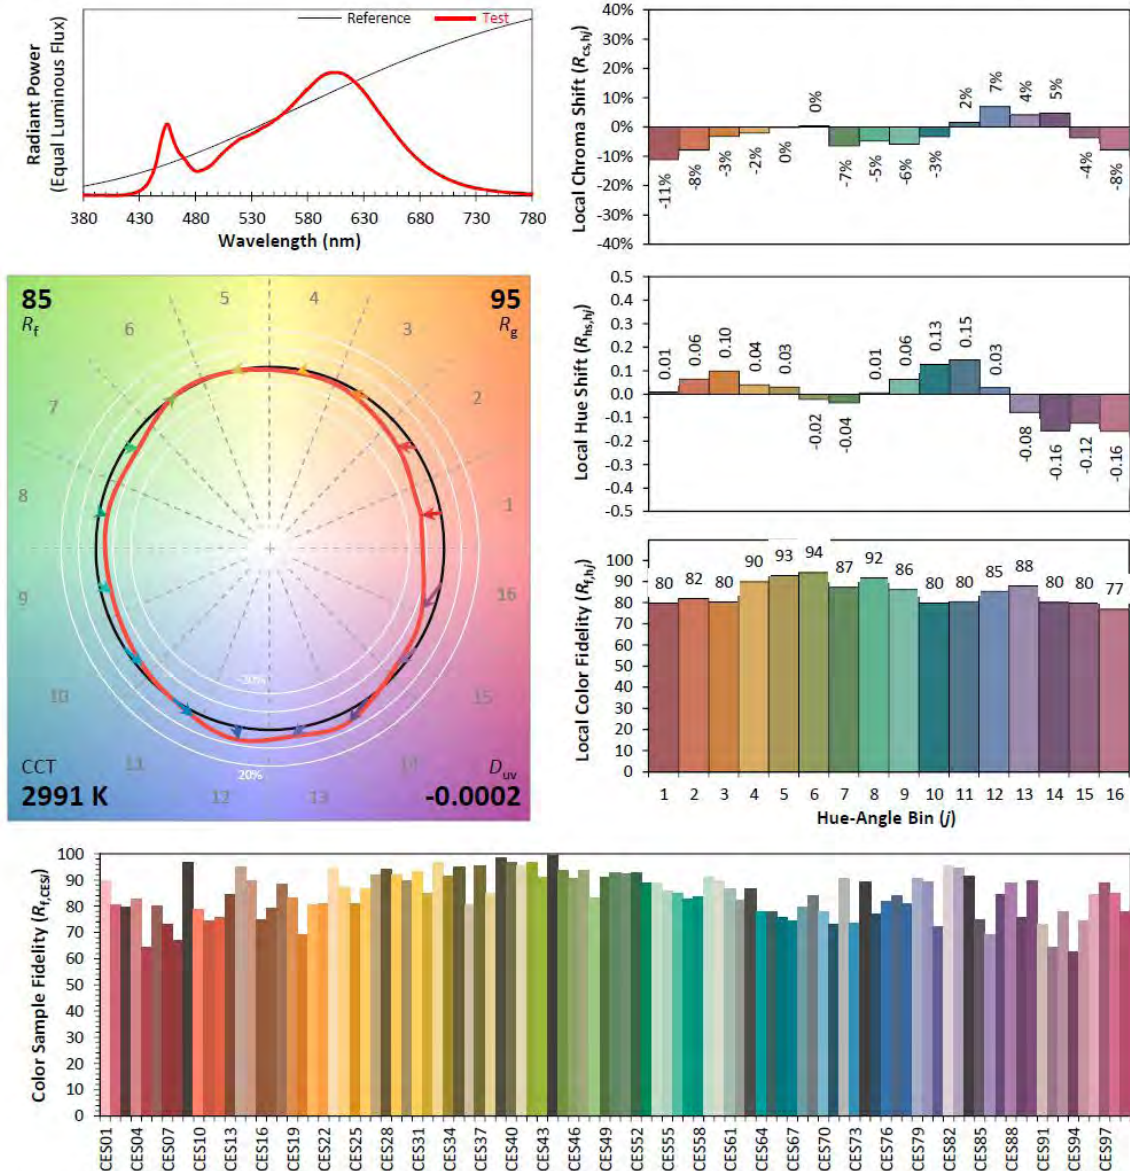 Reference
Test
Radiant Power
(Equal Luminous Flux)
380 430 480 530 580 630 680 730 780
Wavelength (nm)
Local Chroma Shift (Rcs,hj)
40%
30%
20%
10%
0%
-10%
-20%
-30%
-40%
-11% -8% -3% -2% 0% 0% -7% -5% -6% -3% 2% 7% 4% 5% -4% -8%
85
Rf
95
Rg
5 4
6 3
7 2
8 1
9 16
10 15
11 14
12 13
-20%
20%
CCT
2991 K
Duv
-0.0002
Local Hue Shift (Rhs,hj)
0.5
0.4
0.3
0.2
0.1
0.0
-0.1
-0.2
-0.3
-0.4
-0.5
0.01 0.06 0.10 0.04 0.03 -0.02 -0.04 0.01 0.06 0.13 0.15 0.03 -0.08 -0.16 -0.12 -0.16
Local Color Fidelity (Rf,hj)
100
90
80
70
60
50
40
30
20
10
0
80 82 80 90 93 94 87 92 86 80 80 85 88 80 80 77
1 2 3 4 5 6 7 8 9 10 11 12 13 14 15 16
Hue-Angle Bin (j)
Color Sample Fidelity (Rf,CESi)
100
90
80
70
60
50
40
30
20
10
0
CES01 CES04 CES07 CES10 CES13 CES16 CES19 CES22 CES25 CES28 CES31 CES34 CES37 CES40 CES43 CES46 CES49 CES52 CES55 CES58 CES61 CES64 CES67 CES70 CES73 CES76 CES79 CES82 CES85 CES88 CES91 CES94 CES97